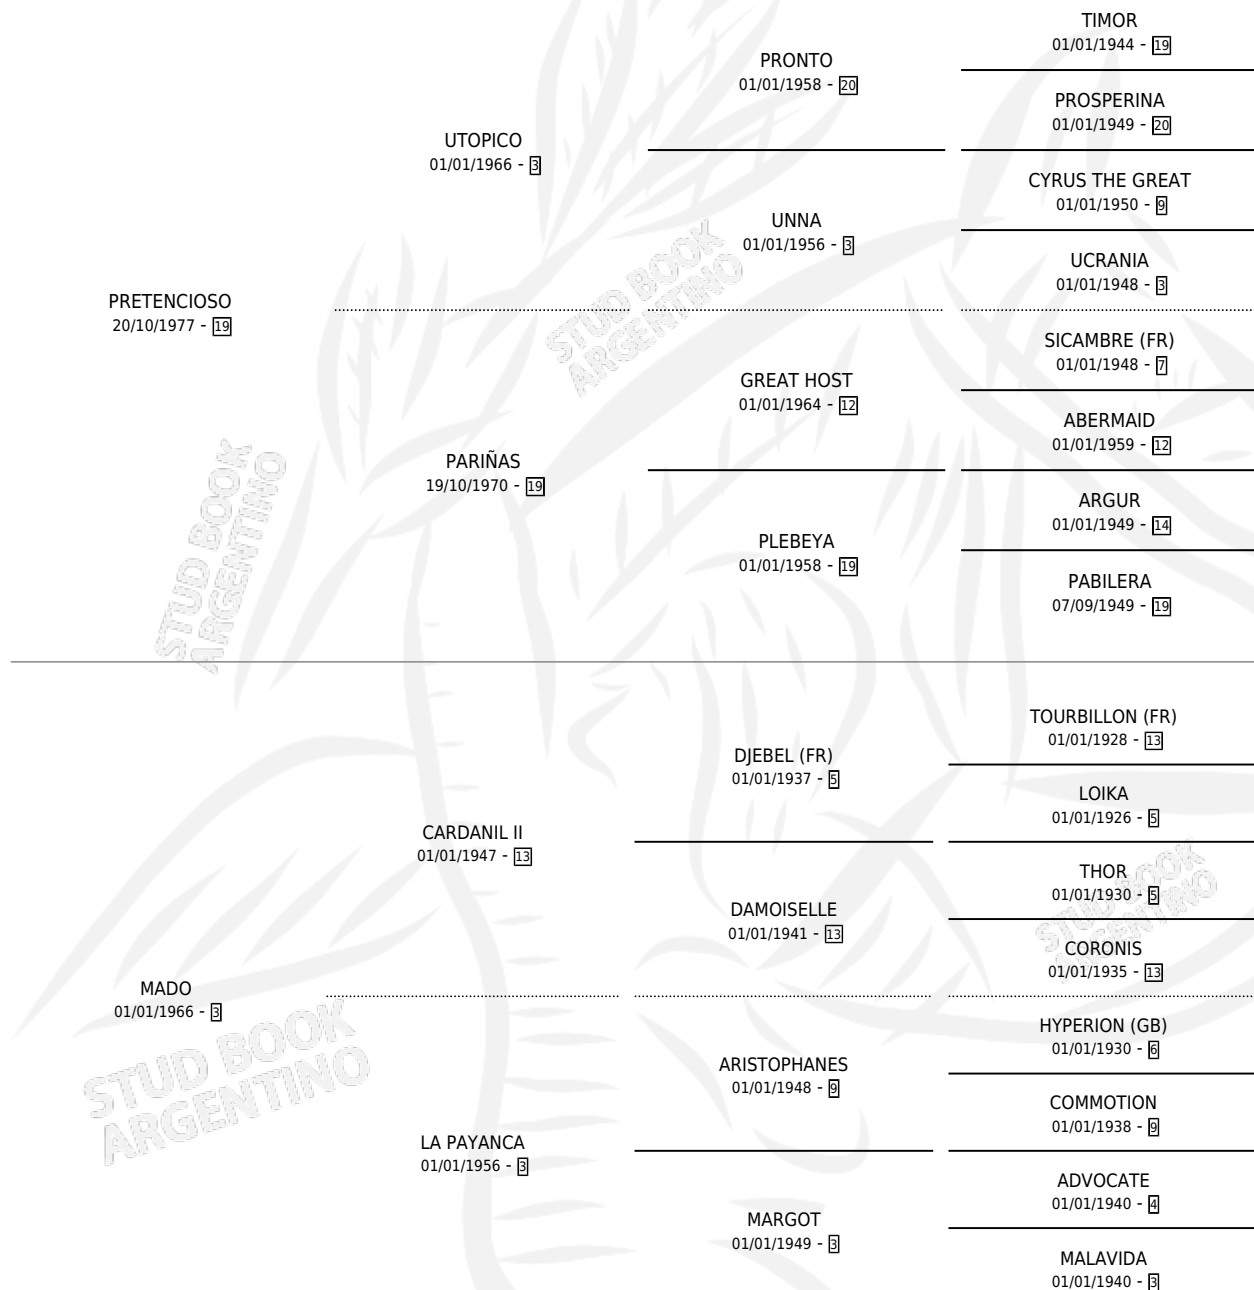 TIMOR
01/01/1944 - 19
PRONTO
01/01/1958 - 20
PROSPERINA
01/01/1949 - 20
UTOPICO
01/01/1966 - 3
CYRUS THE GREAT
01/01/1950 - 9
UNNA
01/01/1956 - 3
UCRANIA
01/01/1948 - 3
PRETENCIOSO
20/10/1977 - 19
SICAMBRE (FR)
01/01/1948 - 7
GREAT HOST
01/01/1964 - 12
ABERMAID
01/01/1959 - 12
PARIÑAS
19/10/1970 - 19
ARGUR
01/01/1949 - 14
PLEBEYA
01/01/1958 - 19
PABILERA
07/09/1949 - 19
TOURBILLON (FR)
01/01/1928 - 13
DJEBEL (FR)
01/01/1937 - 5
LOIKA
01/01/1926 - 5
CARDANIL II
01/01/1947 - 13
THOR
01/01/1930 - 5
DAMOISELLE
01/01/1941 - 13
CORONIS
01/01/1935 - 13
MADO
01/01/1966 - 3
HYPERION (GB)
01/01/1930 - 6
ARISTOPHANES
01/01/1948 - 9
COMMOTION
01/01/1938 - 9
LA PAYANCA
01/01/1956 - 3
ADVOCATE
01/01/1940 - 4
MARGOT
01/01/1949 - 3
MALAVIDA
01/01/1940 - 3
STUD BOOK
ARGENTINO
STUD BOOK
ARGENTINO
STUD BOOK
ARGENTINO
STUD BOOK
ARGENTINO